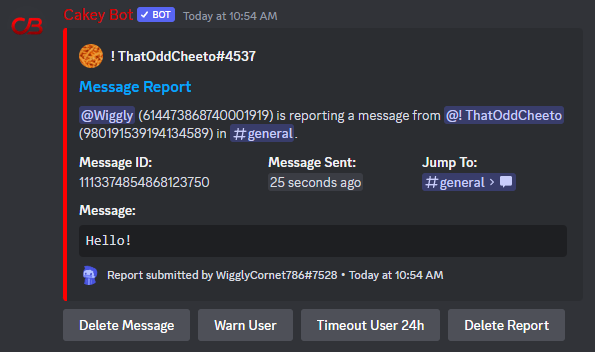 CB Cakey Bot ✓ BOT Today at 10:54 AM
! ThatOddCheeto#4537
Message Report
@Wiggly (614473868740001919) is reporting a message from @! ThatOddCheeto
(980191539194134589) in #general.
Message ID: Message Sent: Jump To:
1113374854868123750 25 seconds ago #general ›
Message:
Hello!
Report submitted by WigglyCornet786#7528 • Today at 10:54 AM
Delete Message Warn User Timeout User 24h Delete Report